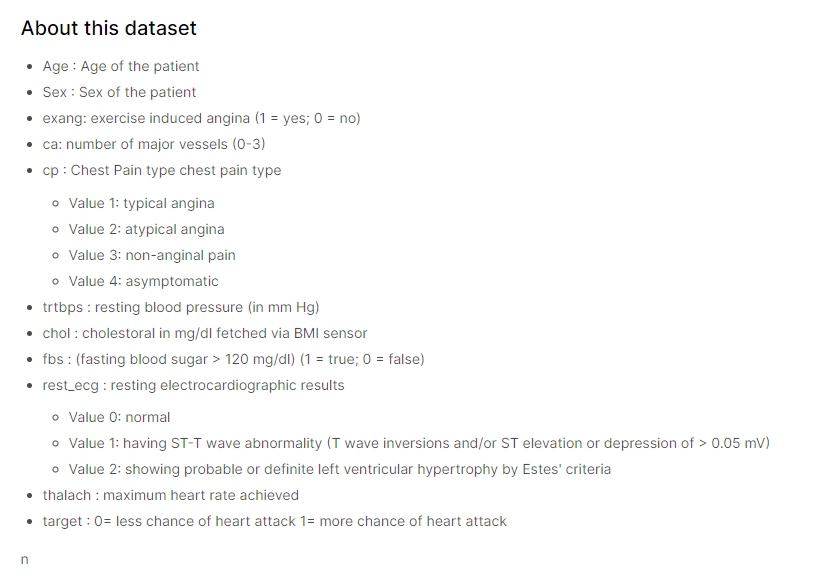 About this dataset
Age : Age of the patient
Sex : Sex of the patient
exang: exercise induced angina (1 = yes; 0 = no)
ca: number of major vessels (0-3)
cp : Chest Pain type chest pain type
Value 1: typical angina
Value 2: atypical angina
Value 3: non-anginal pain
Value 4: asymptomatic
trtbps : resting blood pressure (in mm Hg)
chol : cholestoral in mg/dl fetched via BMI sensor
fbs : (fasting blood sugar > 120 mg/dl) (1 = true; 0 = false)
rest_ecg : resting electrocardiographic results
Value 0: normal
Value 1: having ST-T wave abnormality (T wave inversions and/or ST elevation or depression of > 0.05 mV)
Value 2: showing probable or definite left ventricular hypertrophy by Estes' criteria
thalach : maximum heart rate achieved
target : 0= less chance of heart attack 1= more chance of heart attack
n